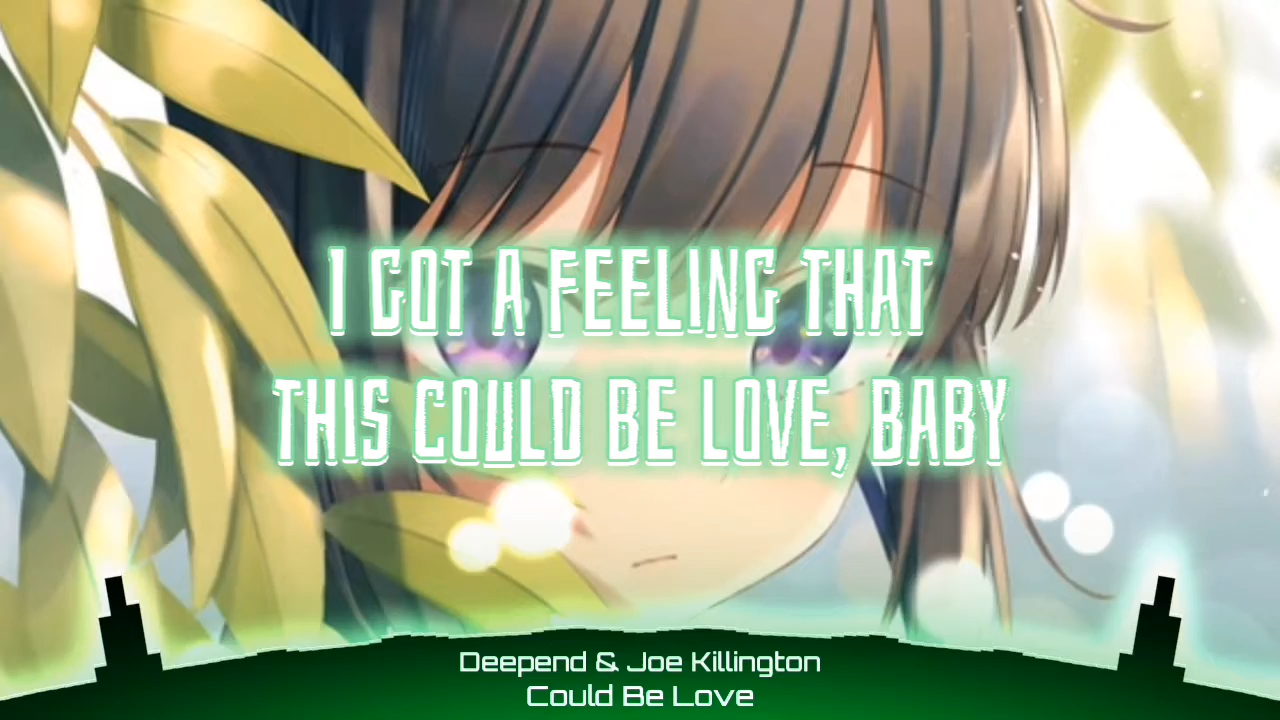 I GOT A FEELING THAT
THIS COULD BE LOVE, BABY
Deepend & Joe Killington
Could Be Love